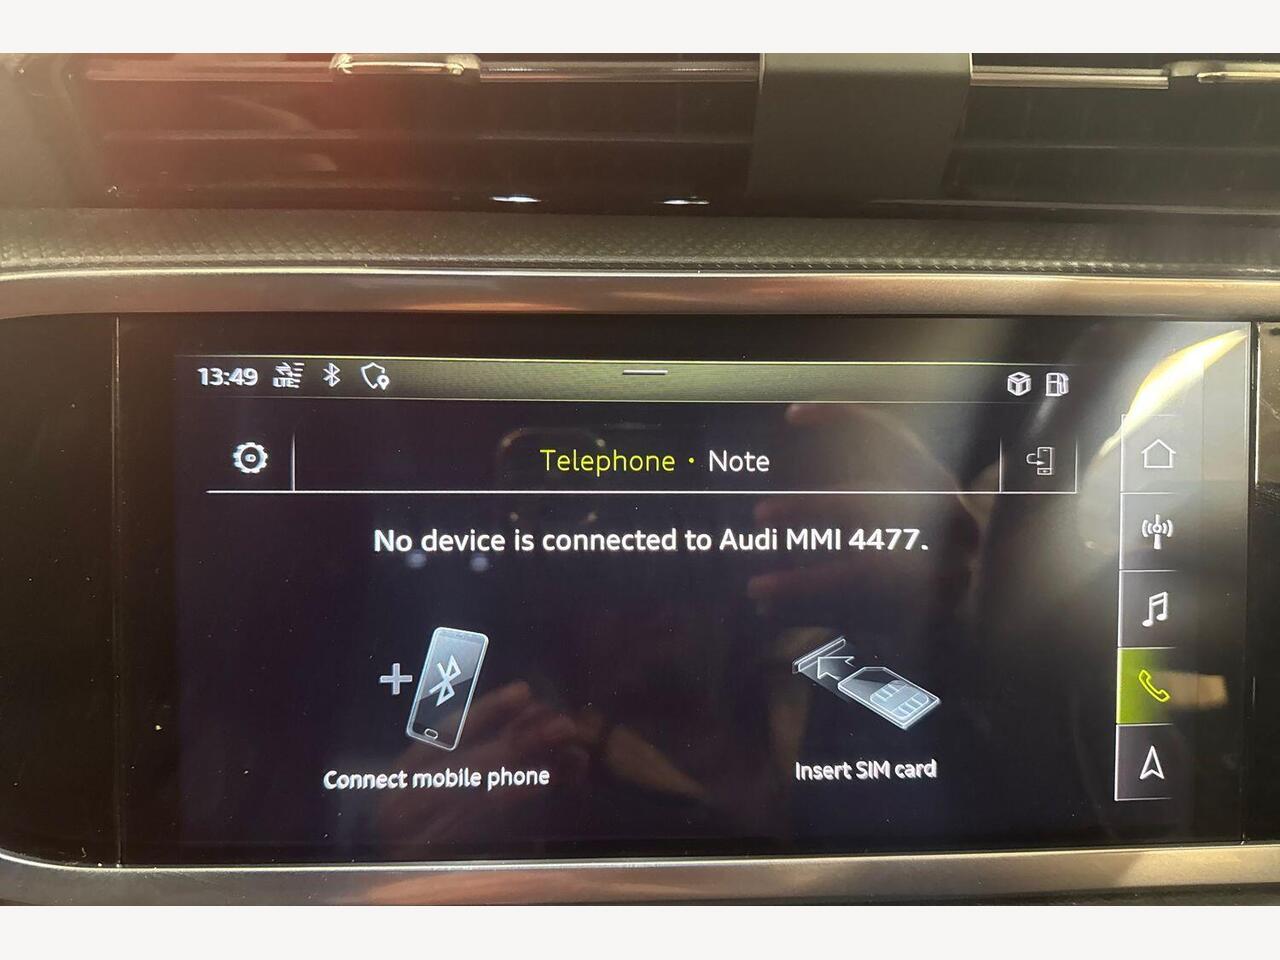 13:49 LTE
Telephone · Note
No device is connected to Audi MMI 4477.
Connect mobile phone
Insert SIM card